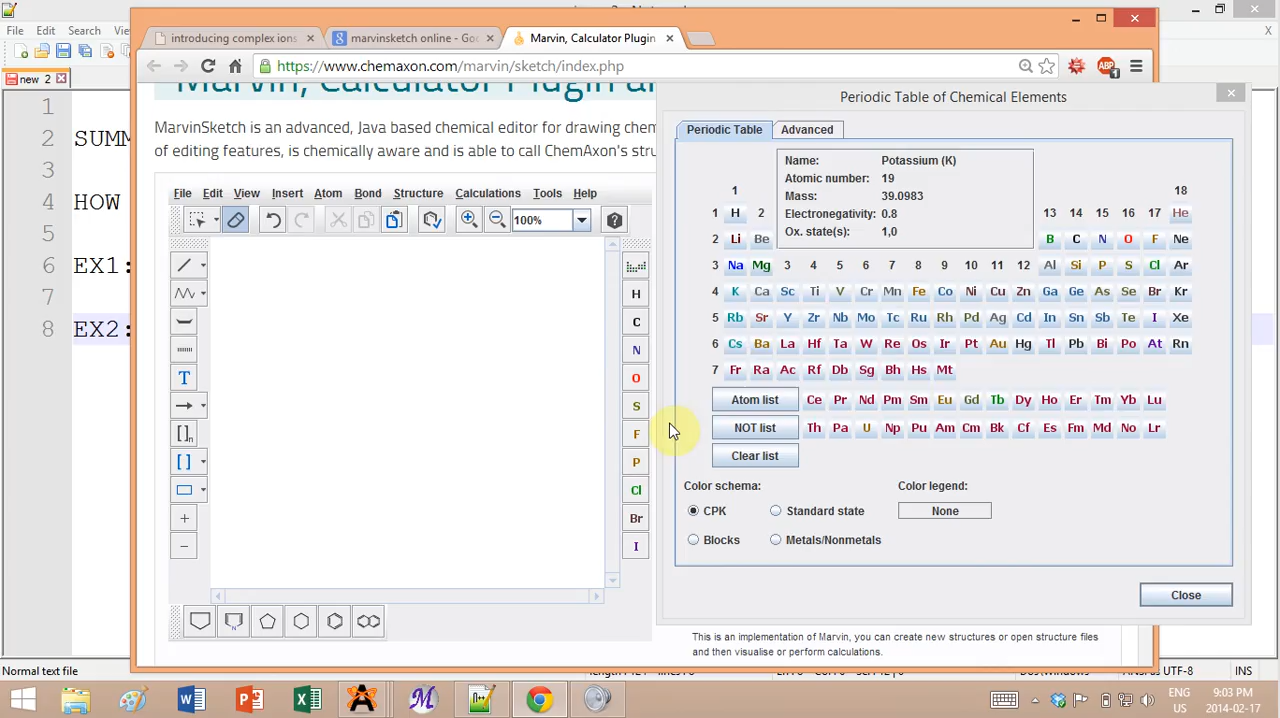 File Edit Search
new 2
introducing complex ions
marvinsketch online - Goo
Marvin, Calculator Plugin
https://www.chemaxon.com/marvin/sketch/index.php
ABP
1
Marvin, Calculator Plugin
MarvinSketch is an advanced, Java based chemical editor for drawing
of editing features, is chemically aware and is able to call ChemAxon's
File Edit View Insert Atom Bond Structure Calculations Tools Help
100%
T
[]n
[ ]
N
H
C
N
O
S
F
P
Cl
Br
I
Periodic Table of Chemical Elements
Periodic Table Advanced
Name: Potassium (K)
Atomic number: 19
Mass: 39.0983
Electronegativity: 0.8
Ox. state(s): 1,0
1 18
1 H 2 13 14 15 16 17 He
2 Li Be B C N O F Ne
3 Na Mg 3 4 5 6 7 8 9 10 11 12 Al Si P S Cl Ar
4 K Ca Sc Ti V Cr Mn Fe Co Ni Cu Zn Ga Ge As Se Br Kr
5 Rb Sr Y Zr Nb Mo Tc Ru Rh Pd Ag Cd In Sn Sb Te I Xe
6 Cs Ba La Hf Ta W Re Os Ir Pt Au Hg Tl Pb Bi Po At Rn
7 Fr Ra Ac Rf Db Sg Bh Hs Mt
Atom list Ce Pr Nd Pm Sm Eu Gd Tb Dy Ho Er Tm Yb Lu
NOT list Th Pa U Np Pu Am Cm Bk Cf Es Fm Md No Lr
Clear list
Color schema: Color legend:
CPK Standard state None
Blocks Metals/Nonmetals
Close
This is an implementation of Marvin, you can create new structures or open structure files
and then visualise or perform calculations.
1
2 SUMM
3
4 HOW
5
6 EX1:
7
8 EX2:
Normal text file
UTF-8 INS
ENG
US
9:03 PM
2014-02-17